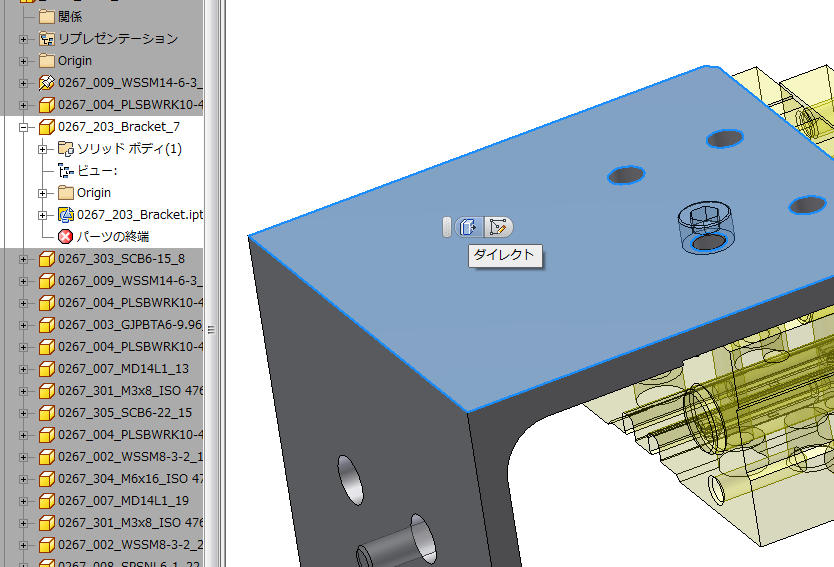 関係
リプレゼンテーション
Origin
0267_009_WSSM14-6-3_
0267_004_PLSBWRK10-4
0267_203_Bracket_7
ソリッド ボディ(1)
ビュー:
Origin
0267_203_Bracket.ipt
パーツの終端
0267_303_SCB6-15_8
0267_009_WSSM14-6-3_
0267_004_PLSBWRK10-4
0267_003_GJPBTA6-9.96
0267_004_PLSBWRK10-4
0267_007_MD14L1_13
0267_301_M3x8_ISO 476
0267_305_SCB6-22_15
0267_004_PLSBWRK10-4
0267_002_WSSM8-3-2_1
0267_304_M6x16_ISO 47
0267_007_MD14L1_19
0267_301_M3x8_ISO 476
0267_002_WSSM8-3-2_2
0267_008_SPSNL6-1_22
ダイレクト